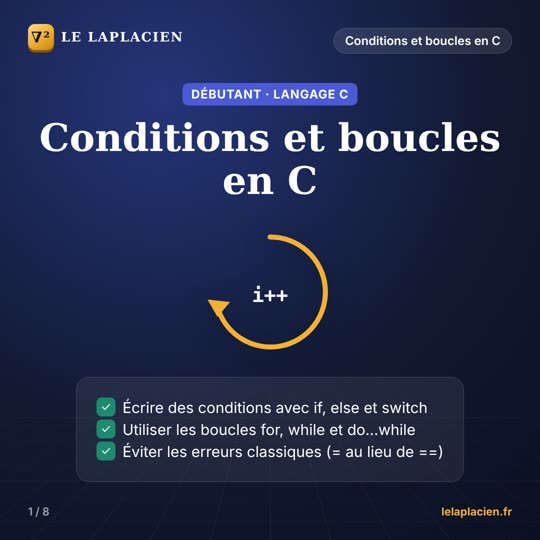 ∇² LE LAPLACIEN
Conditions et boucles en C
DÉBUTANT · LANGAGE C
Conditions et boucles
en C
i++
Écrire des conditions avec if, else et switch
Utiliser les boucles for, while et do...while
Éviter les erreurs classiques (= au lieu de ==)
1 / 8
lelaplacien.fr